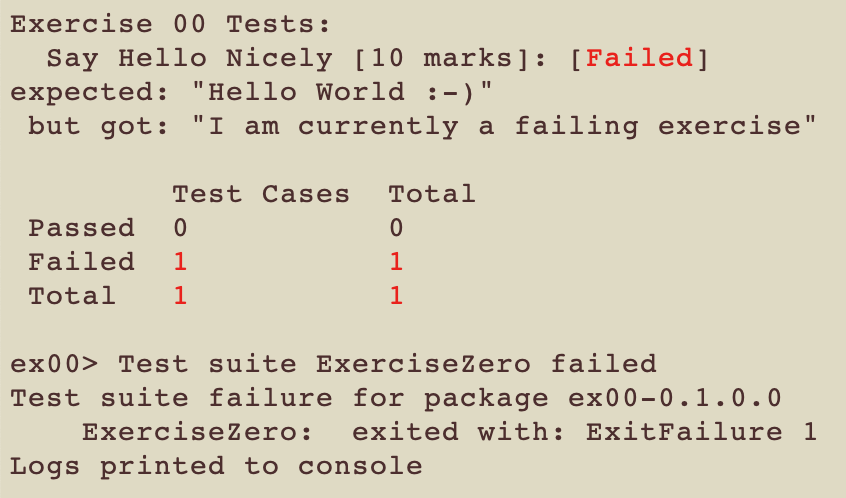 Exercise 00 Tests:
  Say Hello Nicely [10 marks]: [Failed]
expected: "Hello World :-)"
 but got: "I am currently a failing exercise"

         Test Cases  Total
 Passed  0           0
 Failed  1           1
 Total   1           1

ex00> Test suite ExerciseZero failed
Test suite failure for package ex00-0.1.0.0
    ExerciseZero:  exited with: ExitFailure 1
Logs printed to console